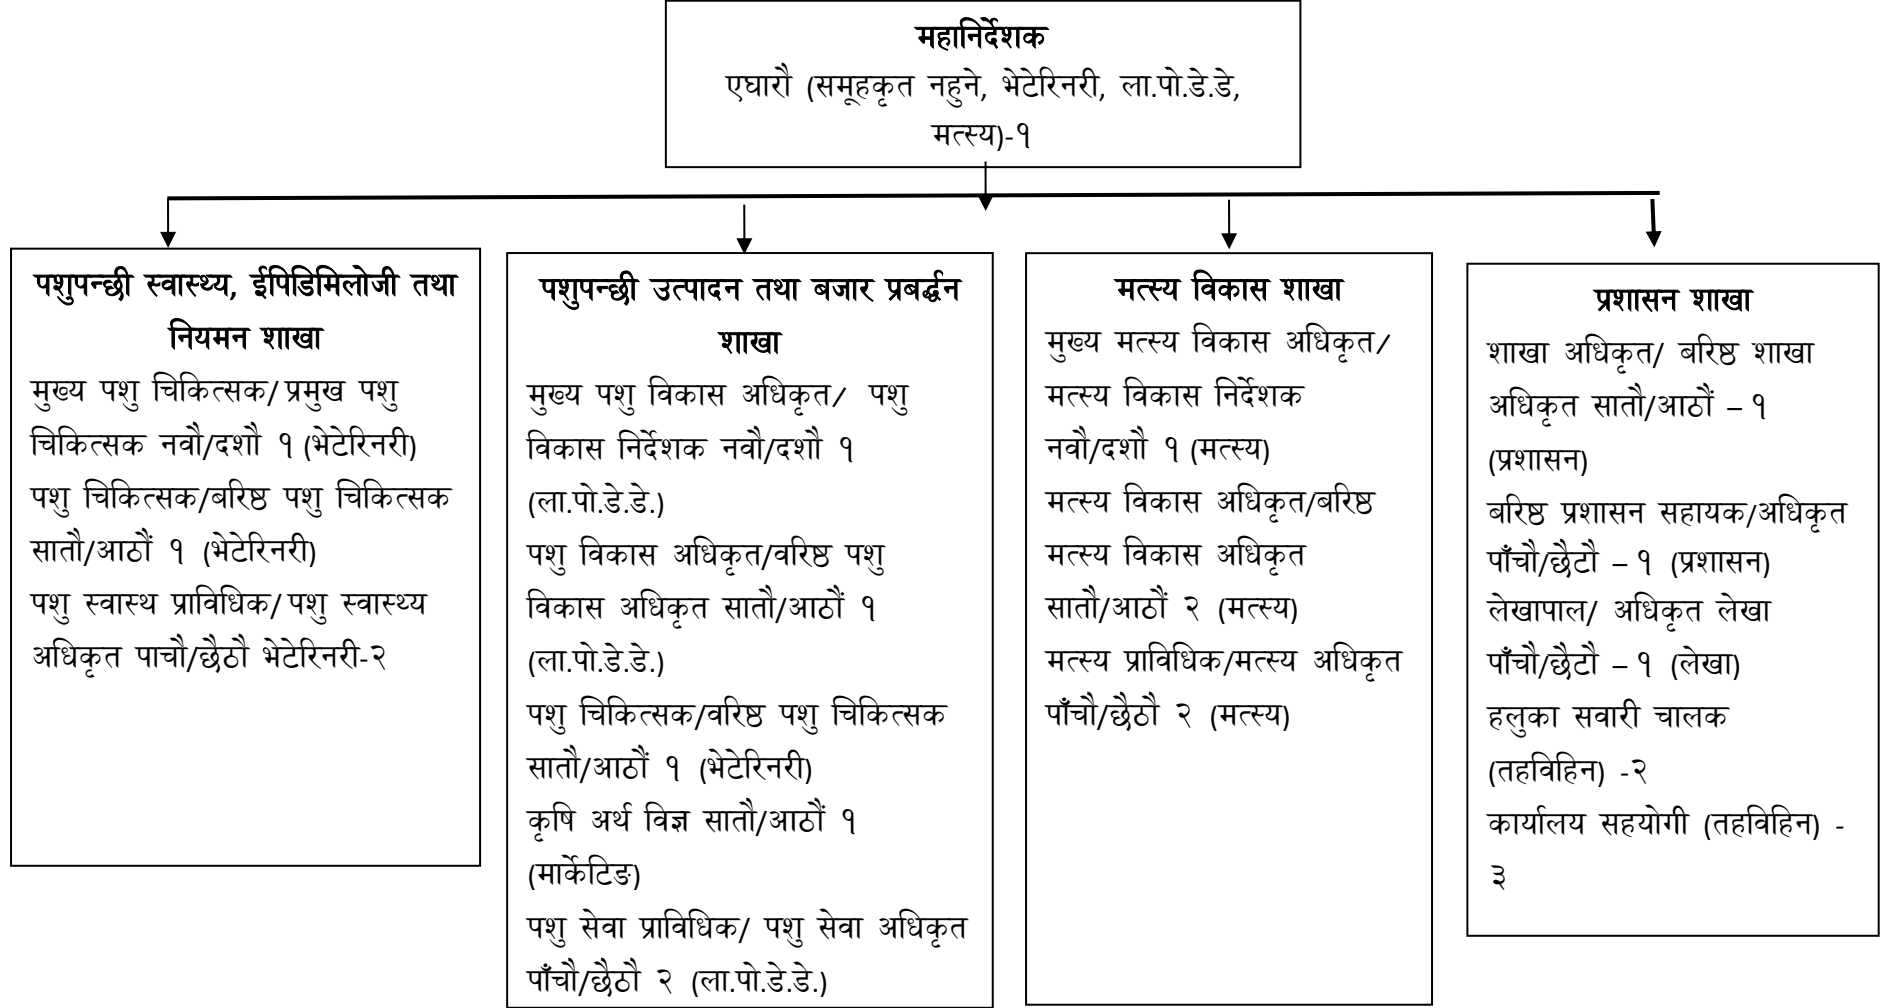 महानिर्देशक
एघारौ (समूहकृत नहुने, भेटेरिनरी, ला.पो.डे.डे,
मत्स्य)-१
पशुपन्छी स्वास्थ्य, ईपिडिमिलोजी तथा
नियमन शाखा
मुख्य पशु चिकित्सक/ प्रमुख पशु
चिकित्सक नवौ/दशौ १ (भेटेरिनरी)
पशु चिकित्सक/बरिष्ठ पशु चिकित्सक
सातौ/आठौं १ (भेटेरिनरी)
पशु स्वास्थ प्राविधिक/ पशु स्वास्थ्य
अधिकृत पाचौ/छैठौ भेटेरिनरी-२
पशुपन्छी उत्पादन तथा बजार प्रबर्द्धन
शाखा
मुख्य पशु विकास अधिकृत/ पशु
विकास निर्देशक नवौ/दशौ १
(ला.पो.डे.डे.)
पशु विकास अधिकृत/वरिष्ठ पशु
विकास अधिकृत सातौ/आठौं १
(ला.पो.डे.डे.)
पशु चिकित्सक/वरिष्ठ पशु चिकित्सक
सातौ/आठौं १ (भेटेरिनरी)
कृषि अर्थ विज्ञ सातौ/आठौं १
(मार्केटिङ)
पशु सेवा प्राविधिक/ पशु सेवा अधिकृत
पाँचौ/छैठौ २ (ला.पो.डे.डे.)
मत्स्य विकास शाखा
मुख्य मत्स्य विकास अधिकृत/
मत्स्य विकास निर्देशक
नवौ/दशौ १ (मत्स्य)
मत्स्य विकास अधिकृत/बरिष्ठ
मत्स्य विकास अधिकृत
सातौ/आठौं २ (मत्स्य)
मत्स्य प्राविधिक/मत्स्य अधिकृत
पाँचौ/छैठौ २ (मत्स्य)
प्रशासन शाखा
शाखा अधिकृत/ बरिष्ठ शाखा
अधिकृत सातौ/आठौं – १
(प्रशासन)
बरिष्ठ प्रशासन सहायक/अधिकृत
पाँचौ/छैटौ – १ (प्रशासन)
लेखापाल/ अधिकृत लेखा
पाँचौ/छैटौ – १ (लेखा)
हलुका सवारी चालक
(तहविहिन) -२
कार्यालय सहयोगी (तहविहिन) -
३